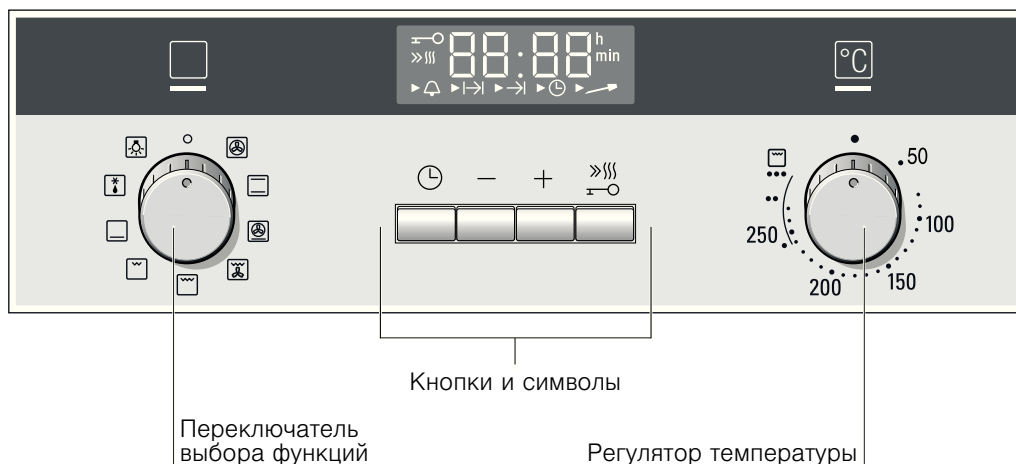 88:88 h
min
°C
50
100
150
200
250
Кнопки и символы
Переключатель
выбора функций
Регулятор температуры